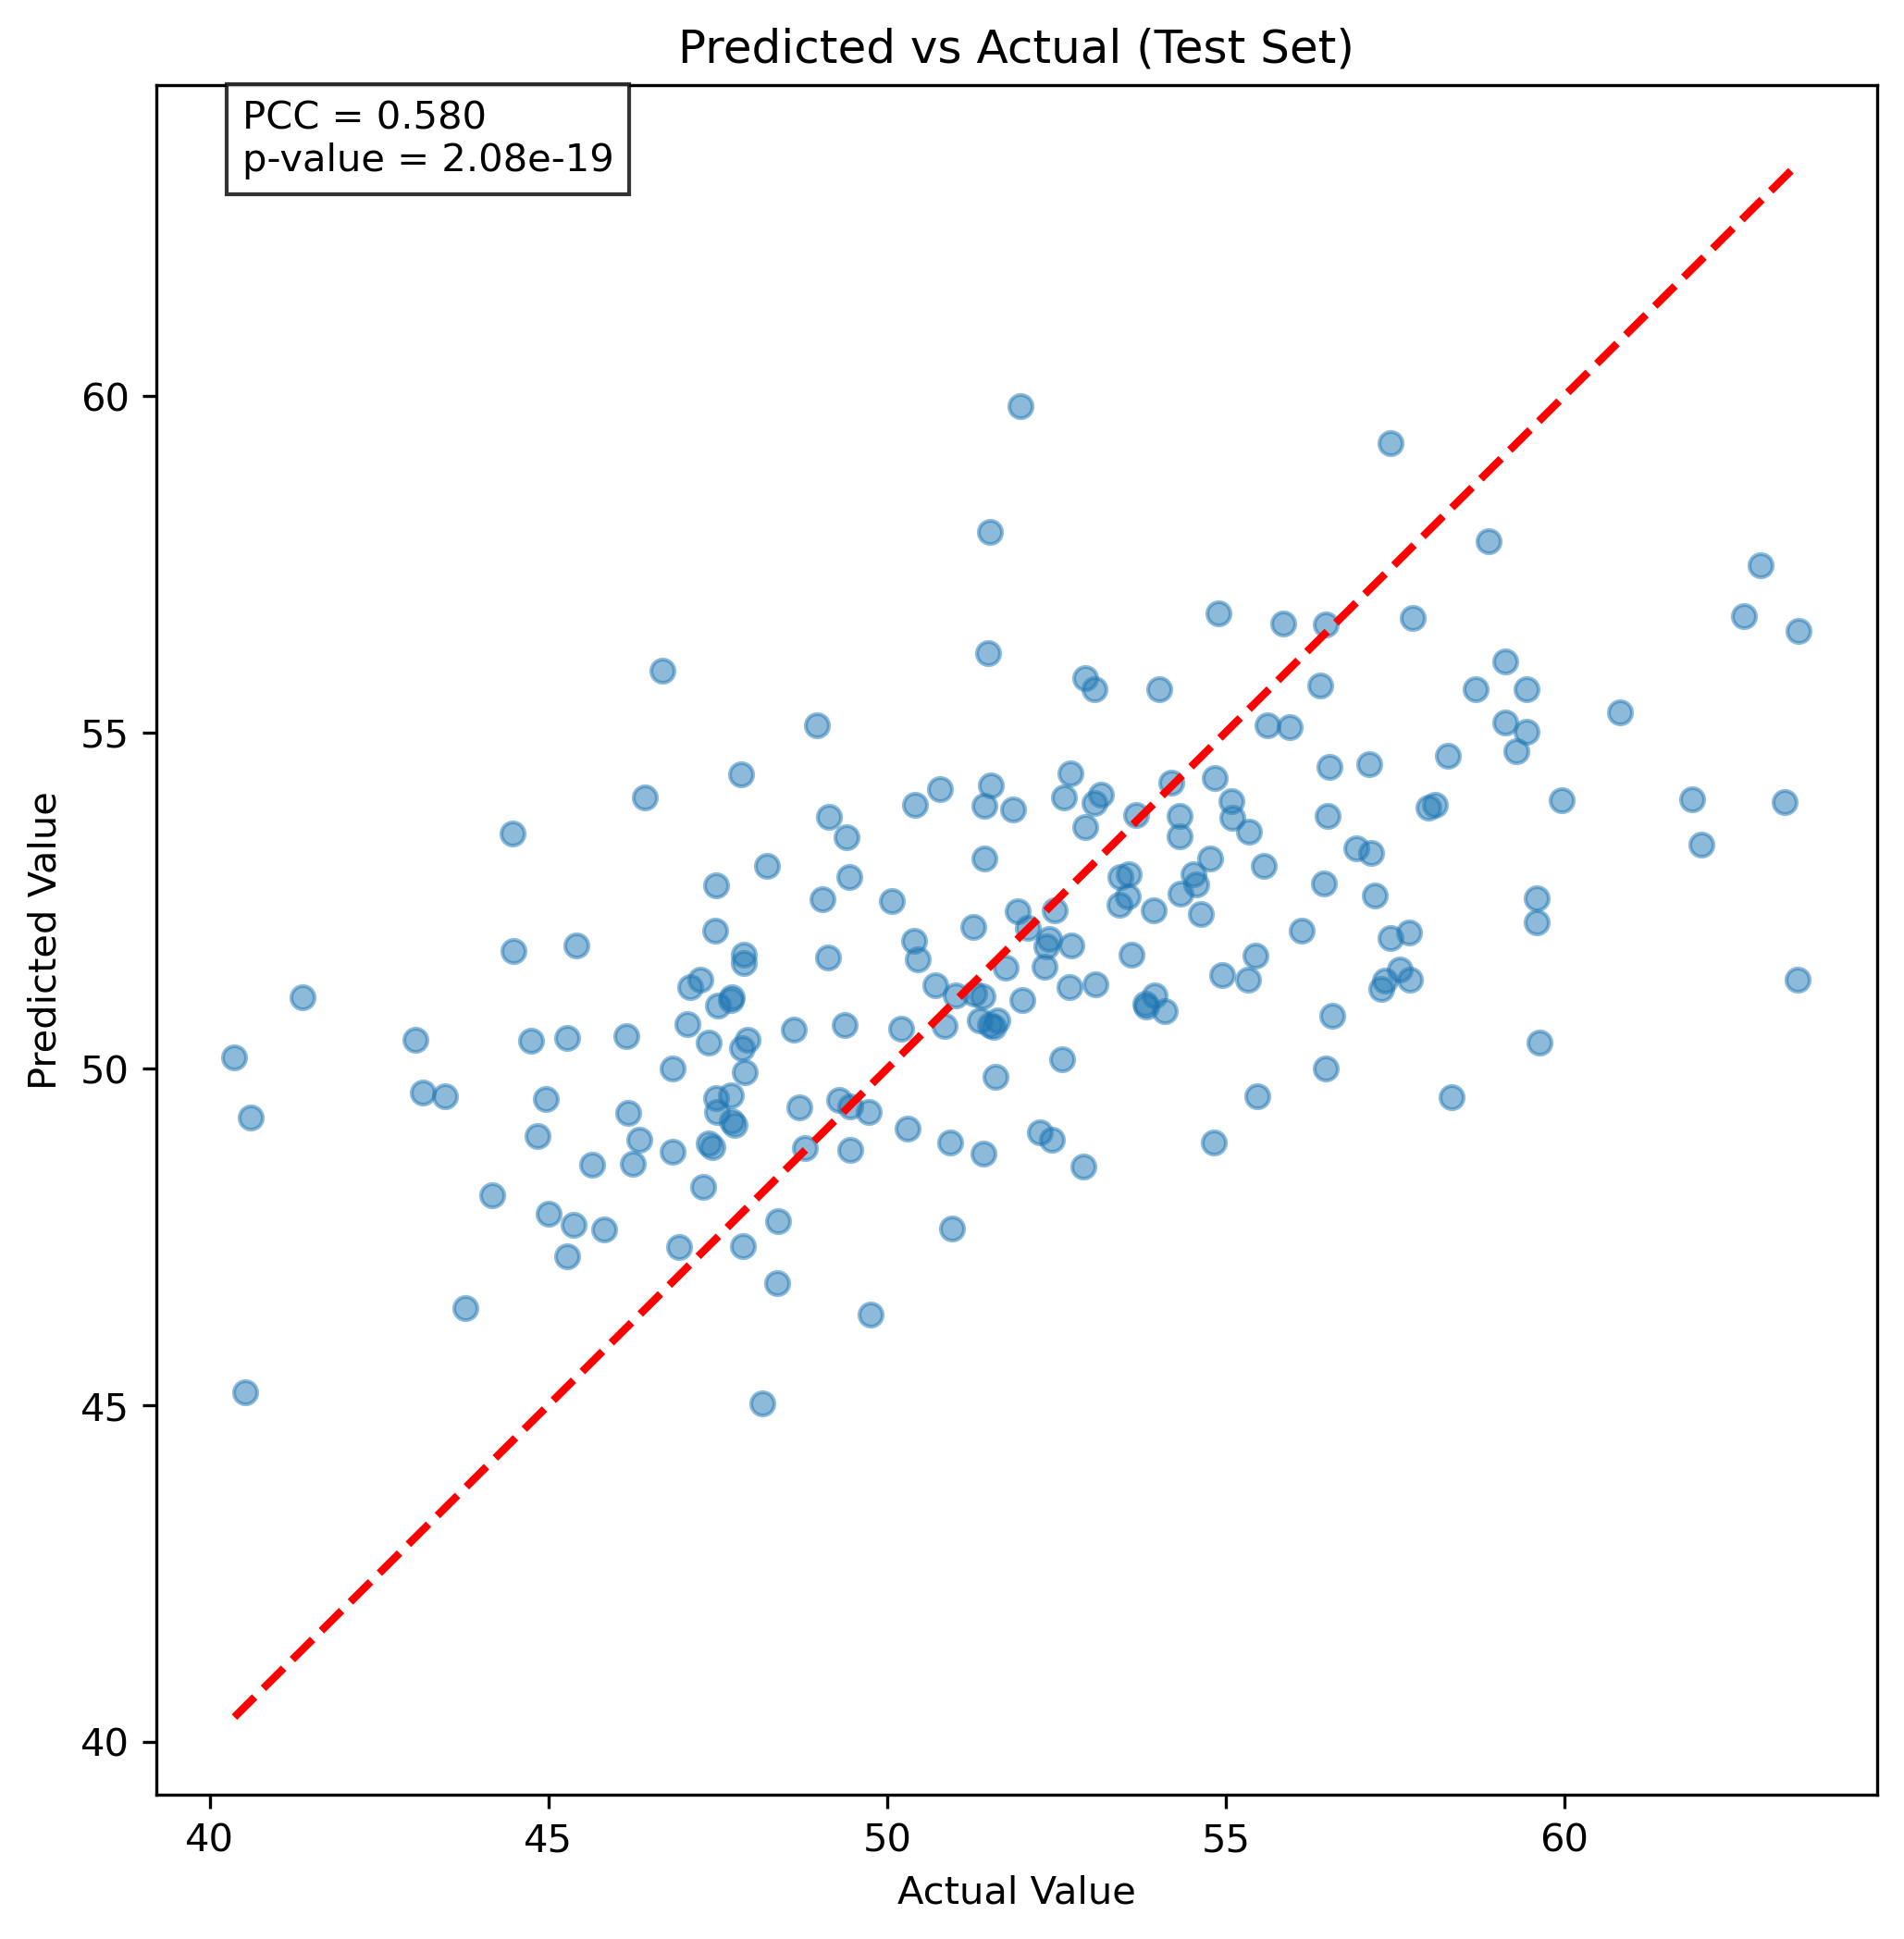 Predicted vs Actual (Test Set)
PCC = 0.580
p-value = 2.08e-19
Predicted Value
60
55
50
45
40
40 45 50 55 60
Actual Value